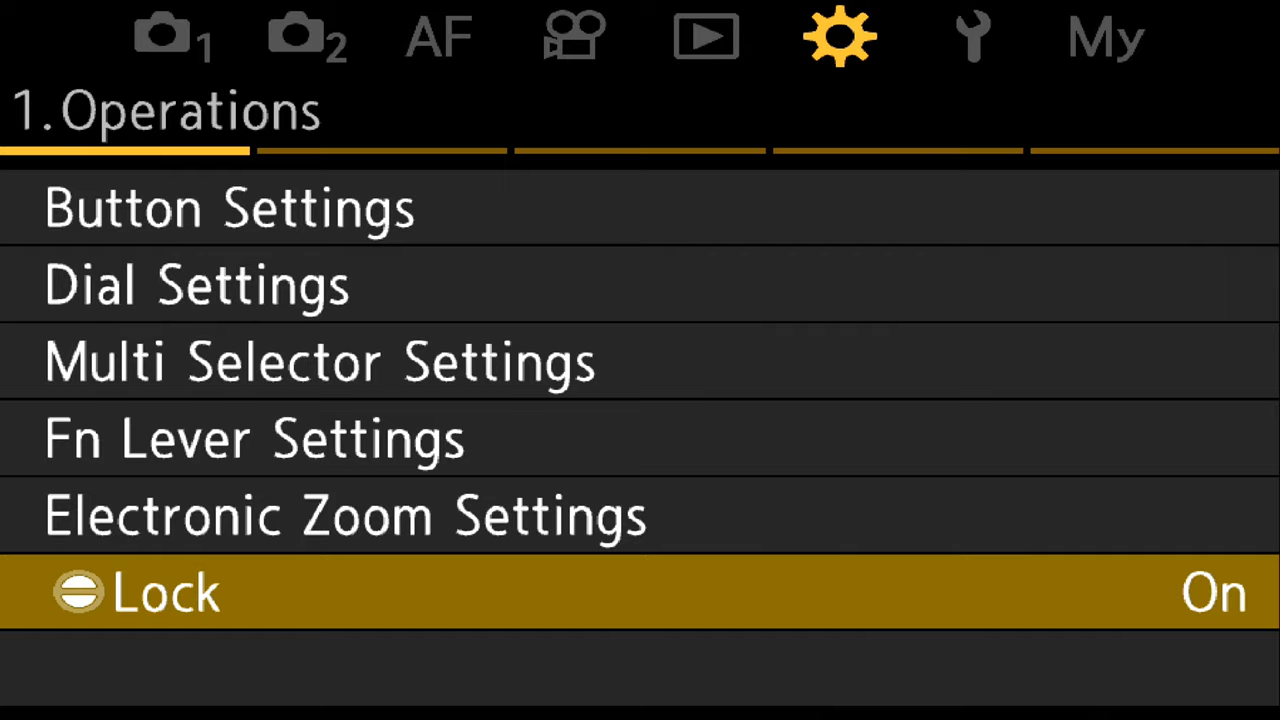 1 2 AF My
1.Operations
Button Settings
Dial Settings
Multi Selector Settings
Fn Lever Settings
Electronic Zoom Settings
Lock On